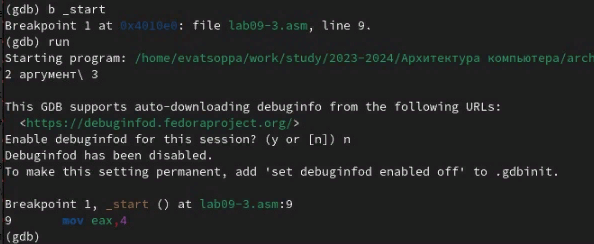 (gdb) b _start
Breakpoint 1 at 0x4010e0: file lab09-3.asm, line 9.
(gdb) run
Starting program: /home/evatsoppa/work/study/2023-2024/Архитектура компьютера/arch
2 аргумент\ 3
This GDB supports auto-downloading debuginfo from the following URLs:
<https://debuginfod.fedoraproject.org/>
Enable debuginfod for this session? (y or [n]) n
Debuginfod has been disabled.
To make this setting permanent, add 'set debuginfod enabled off' to .gdbinit.
Breakpoint 1, _start () at lab09-3.asm:9
9 mov eax,4
(gdb)